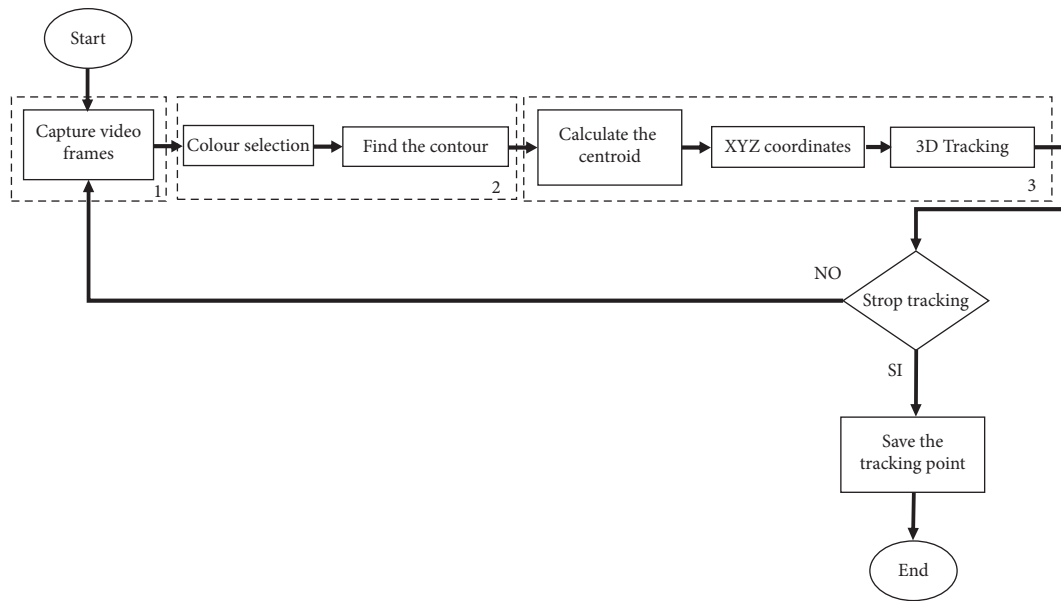 Start
Capture video
frames
1
Colour selection
Find the contour
2
Calculate the
centroid
XYZ coordinates
3D Tracking
3
NO
Strop tracking
SI
Save the
tracking point
End